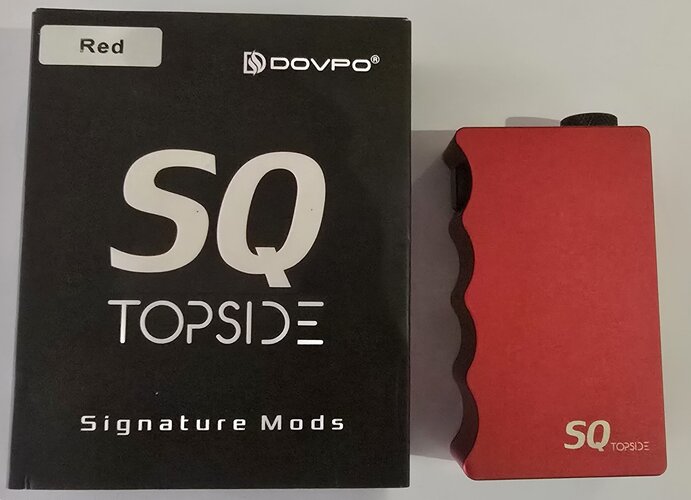 Red
DOVPO®
SQ
TOPSIDE
Signature Mods
SQ TOPSIDE